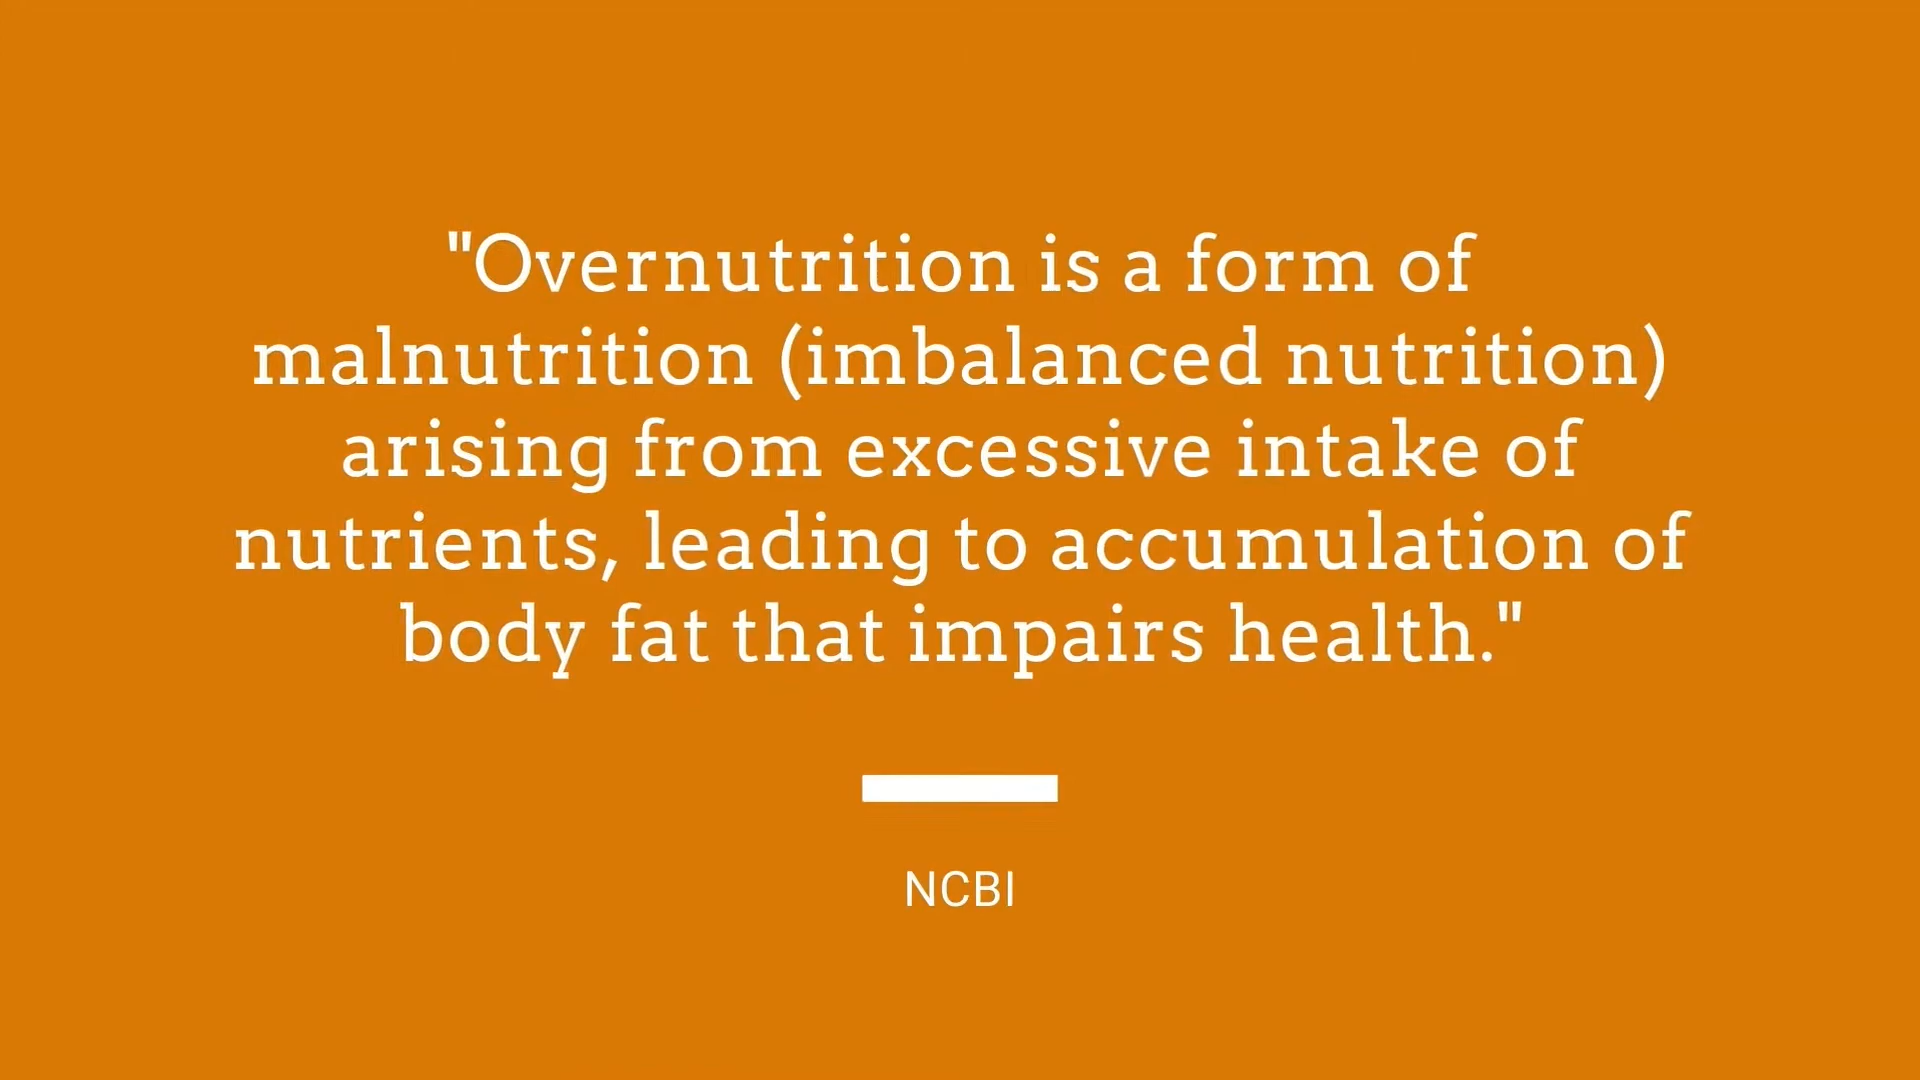 "Overnutrition is a form of
malnutrition (imbalanced nutrition)
arising from excessive intake of
nutrients, leading to accumulation of
body fat that impairs health."
NCBI